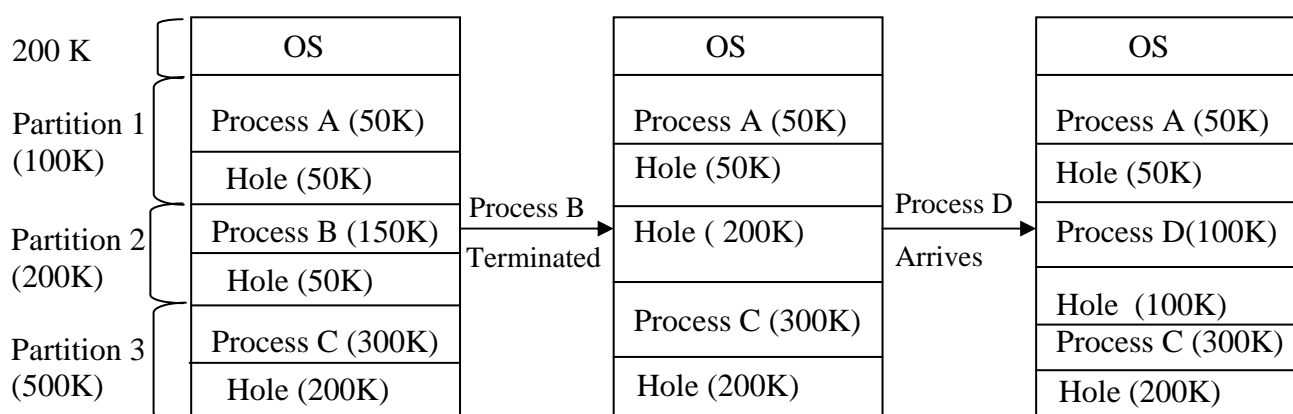 200 K
Partition 1
(100K)
Partition 2
(200K)
Partition 3
(500K)
OS
Process A (50K)
Hole (50K)
Process B (150K)
Hole (50K)
Process C (300K)
Hole (200K)
Process B
Terminated
OS
Process A (50K)
Hole (50K)
Hole ( 200K)
Process C (300K)
Hole (200K)
Process D
Arrives
OS
Process A (50K)
Hole (50K)
Process D(100K)
Hole (100K)
Process C (300K)
Hole (200K)